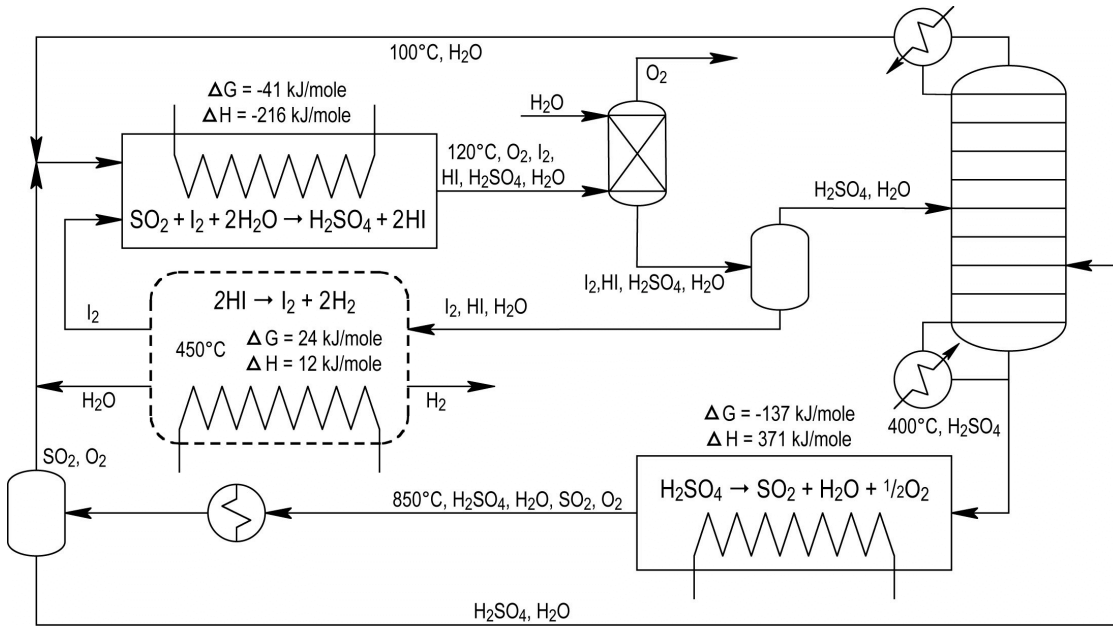 100°C, H₂O
O₂
ΔG = -41 kJ/mole
ΔH = -216 kJ/mole
H₂O
120°C, O₂, I₂,
HI, H₂SO₄, H₂O
SO₂ + I₂ + 2H₂O → H₂SO₄ + 2HI
H₂SO₄, H₂O
I₂,HI, H₂SO₄, H₂O
2HI → I₂ + 2H₂
I₂
I₂, HI, H₂O
450°C
ΔG = 24 kJ/mole
ΔH = 12 kJ/mole
H₂O
H₂
ΔG = -137 kJ/mole
ΔH = 371 kJ/mole
400°C, H₂SO₄
SO₂, O₂
H₂SO₄ → SO₂ + H₂O + ¹/₂O₂
850°C, H₂SO₄, H₂O, SO₂, O₂
H₂SO₄, H₂O